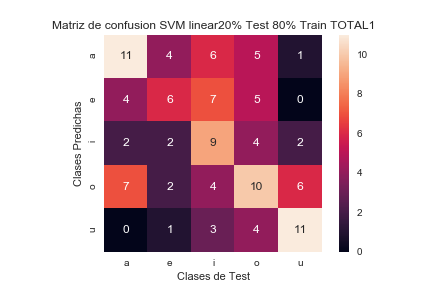 Matriz de confusion SVM linear20% Test 80% Train TOTAL1
a 11 4 6 5 1
e 4 6 7 5 0
i 2 2 9 4 2
o 7 2 4 10 6
u 0 1 3 4 11
a e i o u
Clases Predichas
Clases de Test
10
8
6
4
2
0